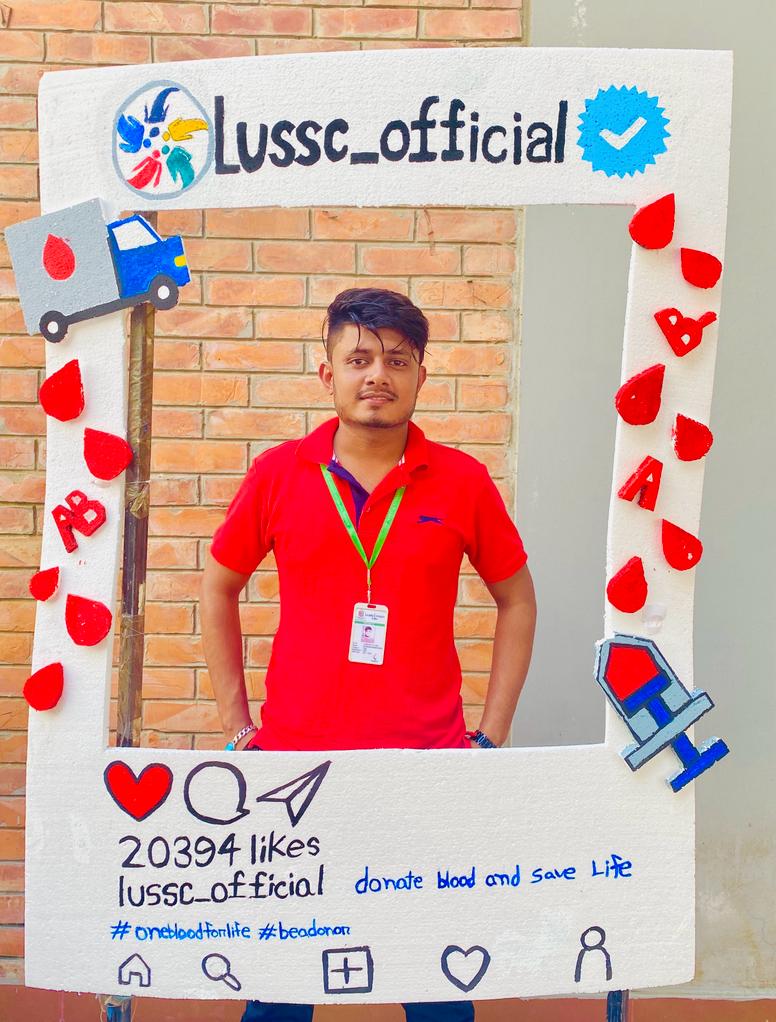 Lussc_official
AB
B+
A
20394 likes
lussc_official donate blood and save Life
#onebloodforlife #beadonor